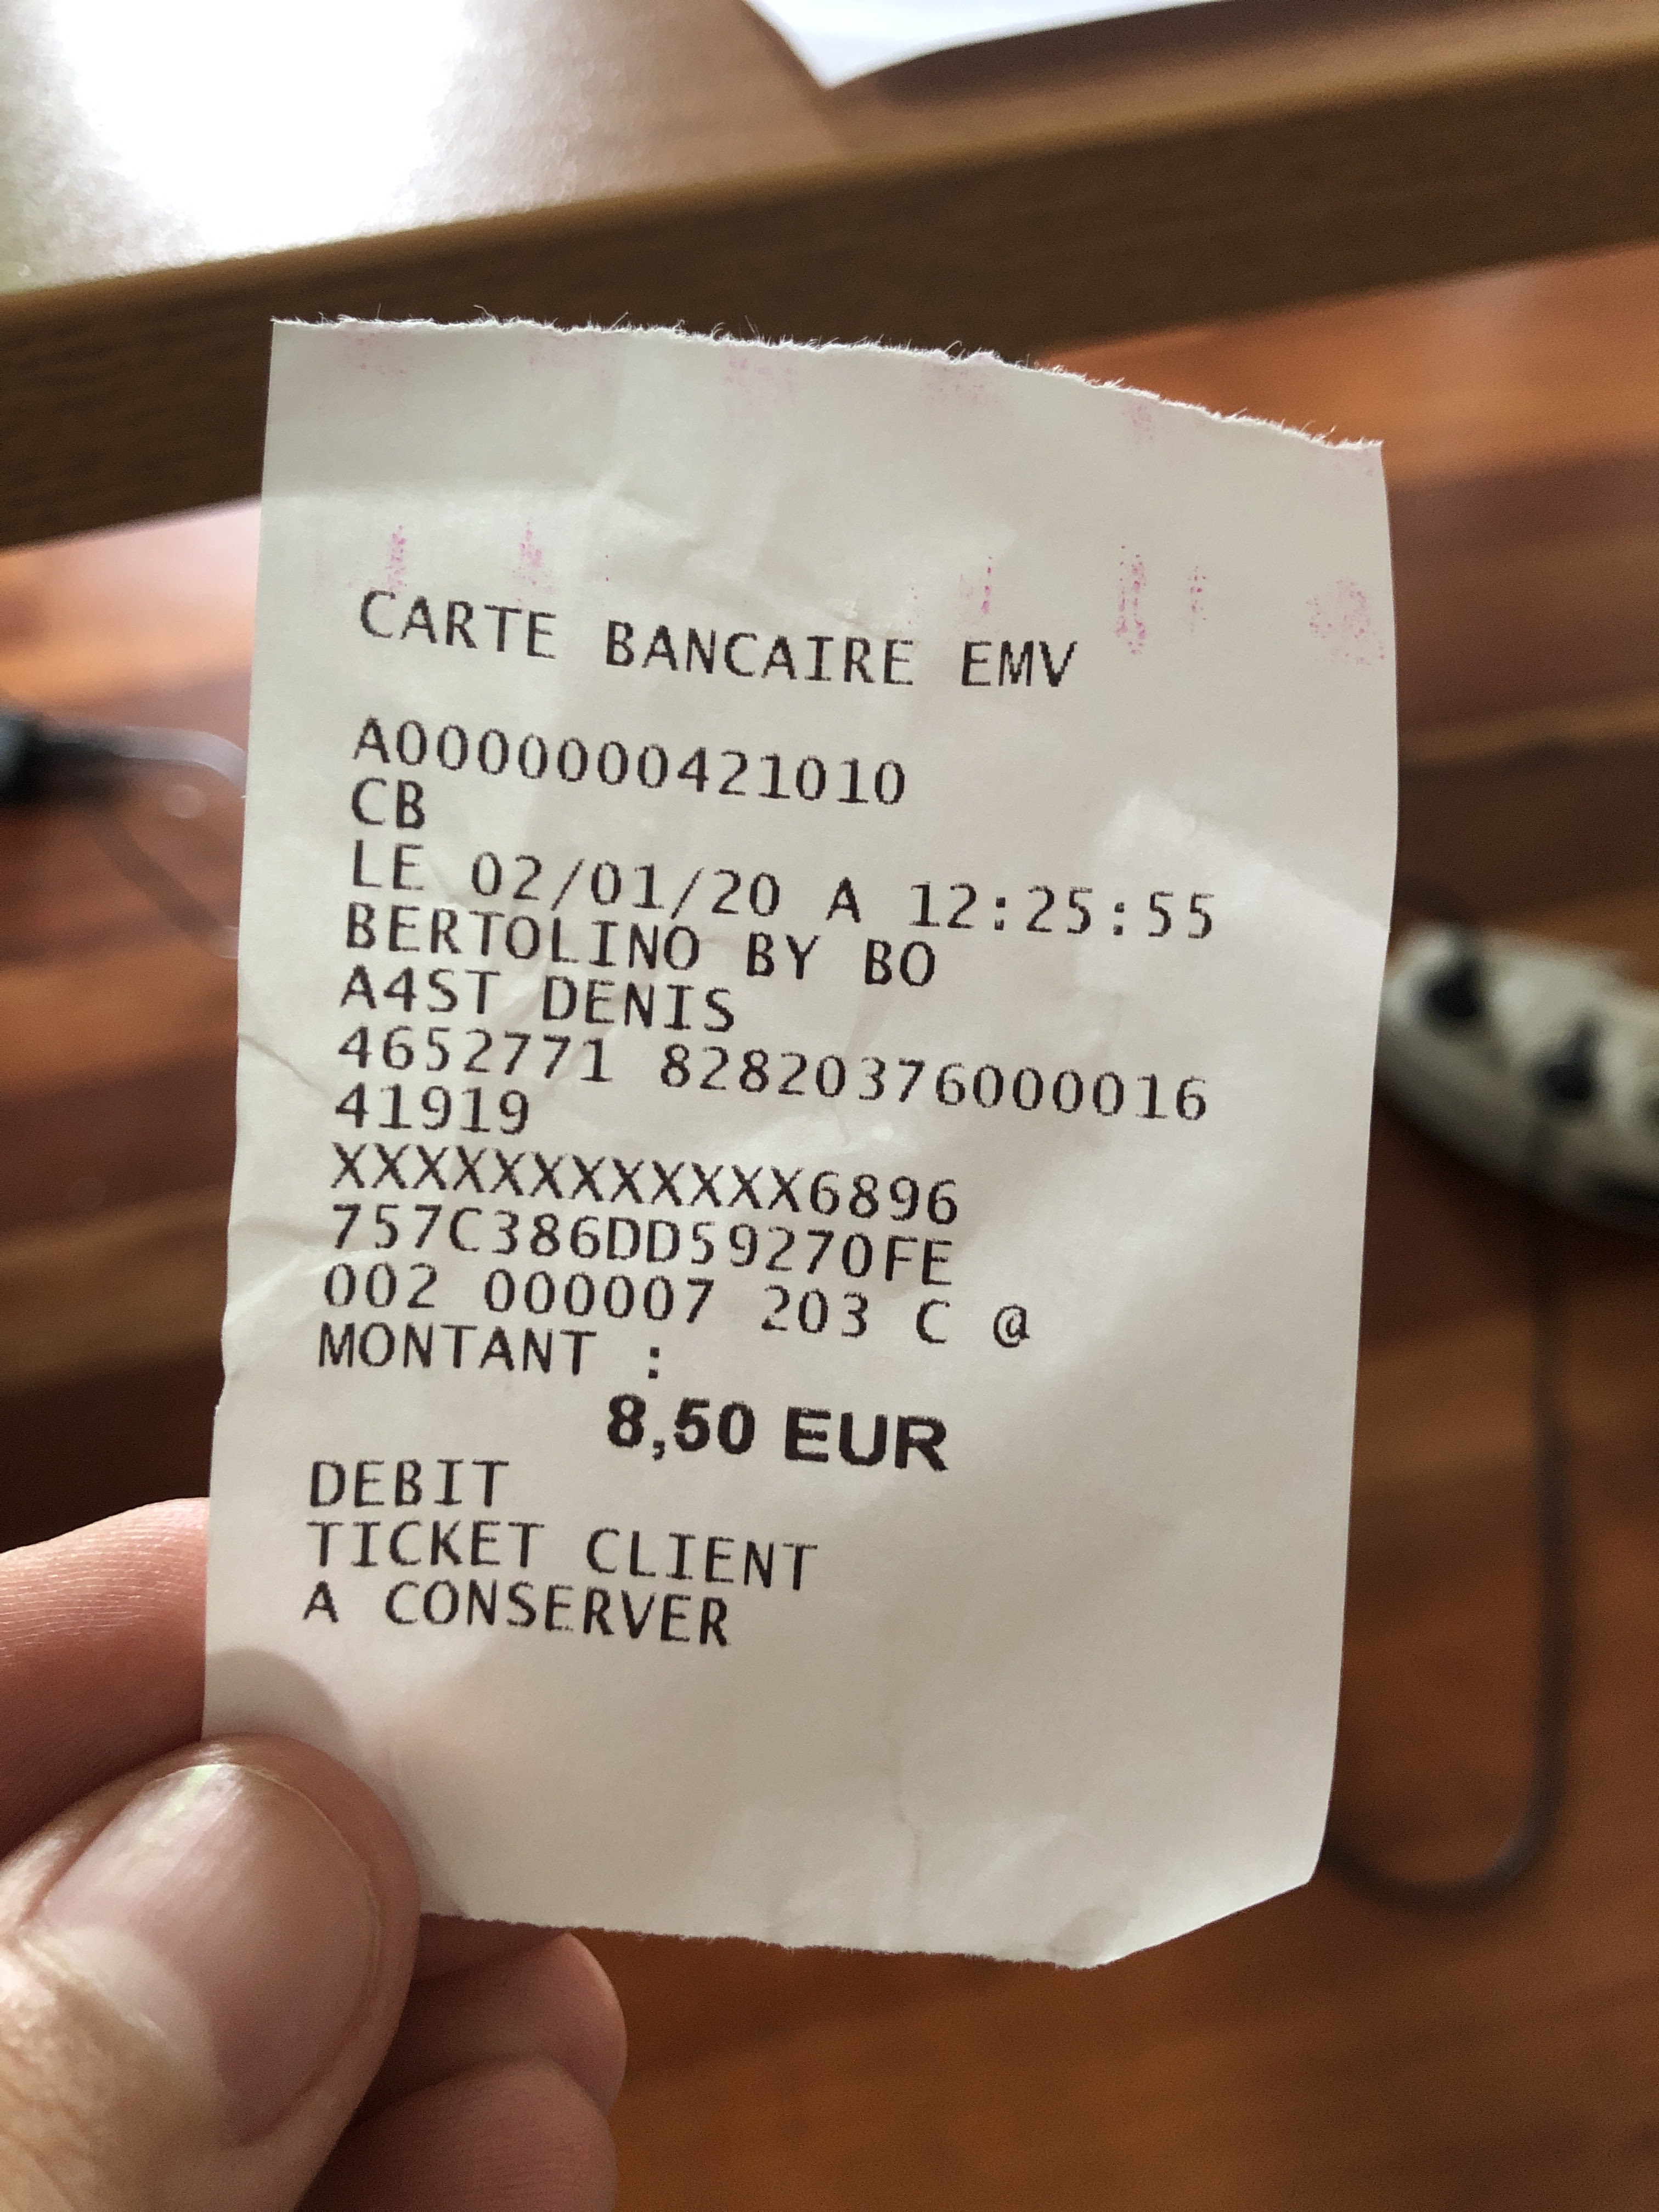 CARTE BANCAIRE EMV
A0000000421010
CB
LE 02/01/20 A 12:25:55
BERTOLINO BY BO
A4ST DENIS
4652771 82820376000016
41919
XXXXXXXXXXXX6896
757C386DD59270FE
002 000007 203 C @
MONTANT :
8,50 EUR
DEBIT
TICKET CLIENT
A CONSERVER